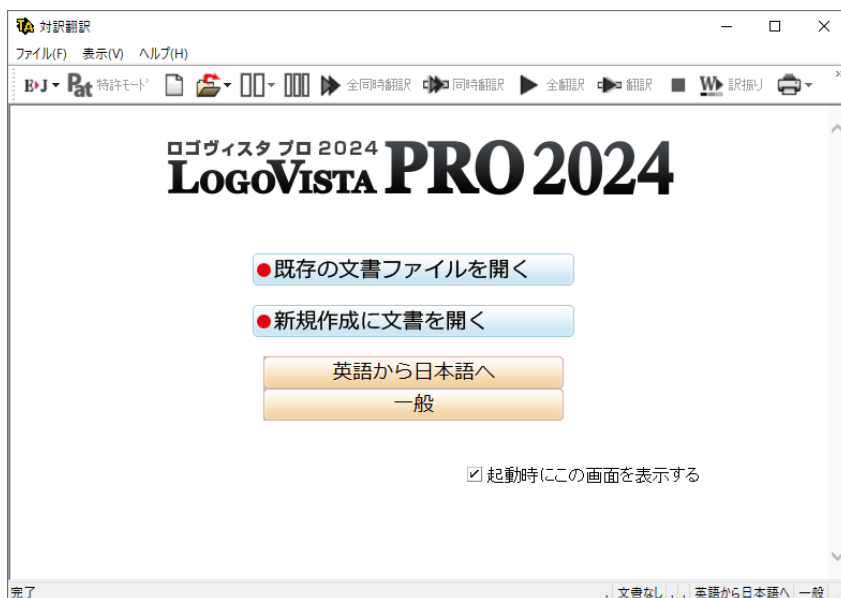 対訳翻訳
ファイル(F) 表示(V) ヘルプ(H)
E▸J Pat 特許モード 全同時翻訳 同時翻訳 全翻訳 翻訳 W 訳振り
ロゴヴィスタ プロ 2024
LOGOVISTA PRO 2024
●既存の文書ファイルを開く
●新規作成に文書を開く
英語から日本語へ
一般
起動時にこの画面を表示する
完了 . 文書なし . . 英語から日本語へ 一般